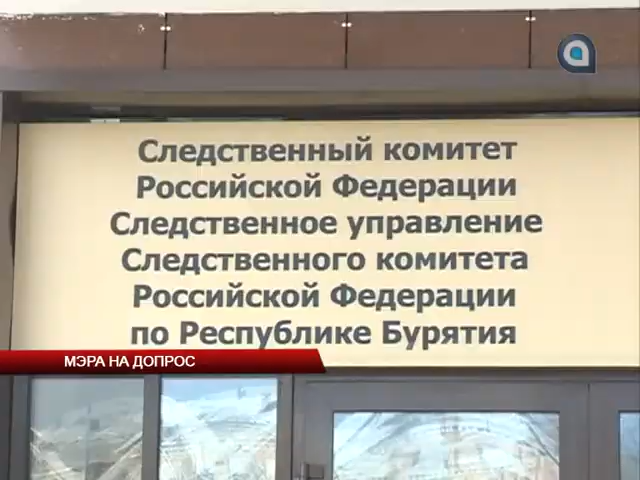 Следственный комитет
Российской Федерации
Следственное управление
Следственного комитета
Российской Федерации
по Республике Бурятия
МЭРА НА ДОПРОС